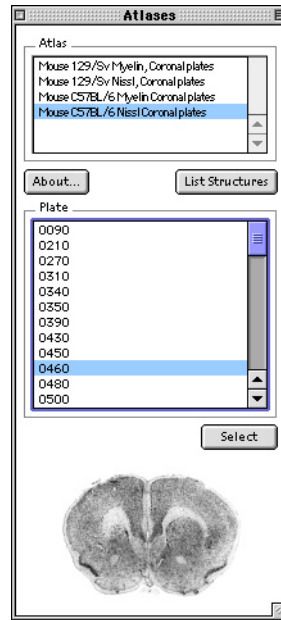 Atlases
Atlas
Mouse 129/Sv Myelin, Coronal plates
Mouse 129/Sv Nissl, Coronal plates
Mouse C57BL/6 Myelin Coronal plates
Mouse C57BL/6 Nissl Coronal plates
About...
List Structures
Plate
0090
0210
0270
0310
0340
0350
0390
0430
0450
0460
0480
0500
Select